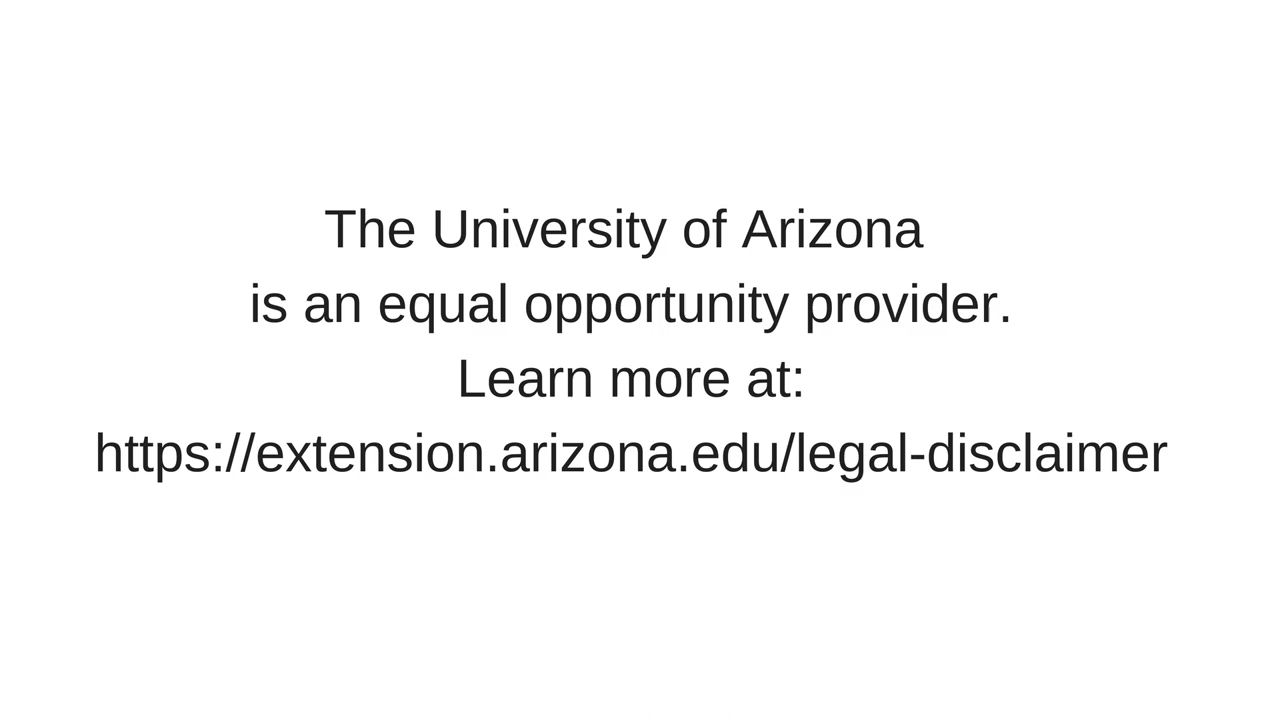 The University of Arizona
is an equal opportunity provider.
Learn more at:
https://extension.arizona.edu/legal-disclaimer